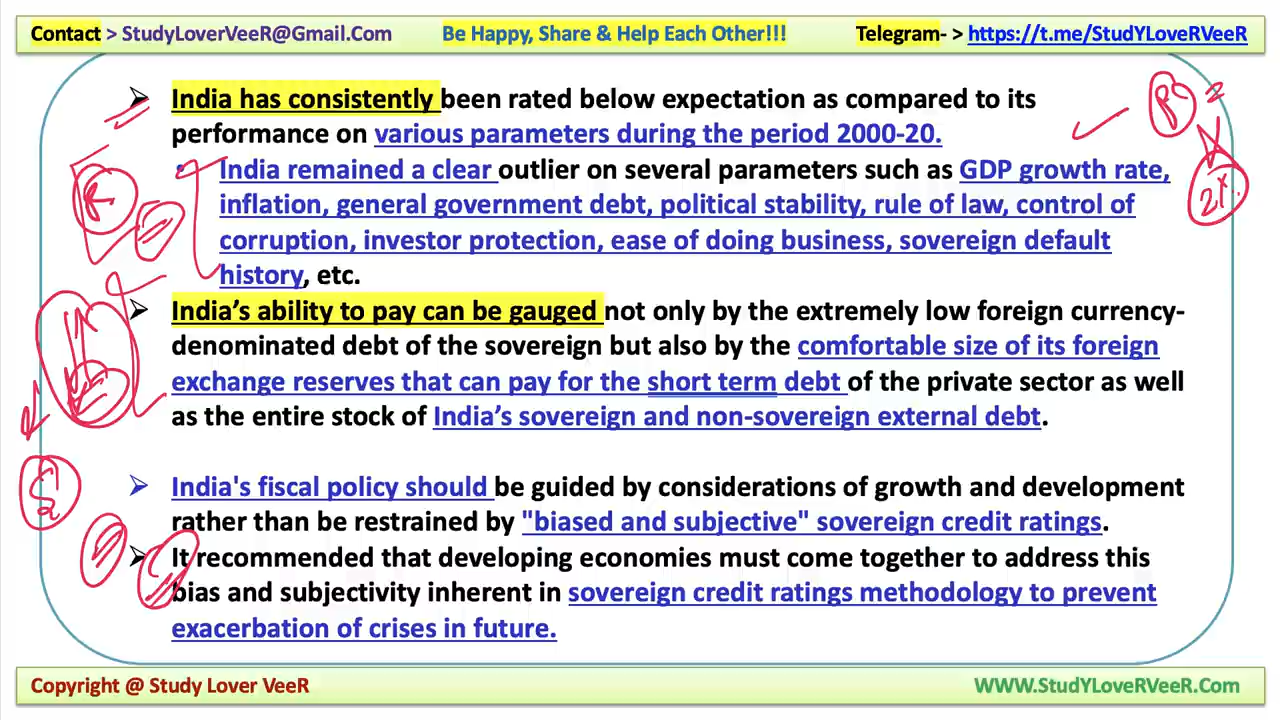 Contact > StudyLoverVeeR@Gmail.Com Be Happy, Share & Help Each Other!!! Telegram- > https://t.me/StudYLoveRVeeR
India has consistently been rated below expectation as compared to its
performance on various parameters during the period 2000-20.
India remained a clear outlier on several parameters such as GDP growth rate,
inflation, general government debt, political stability, rule of law, control of
corruption, investor protection, ease of doing business, sovereign default
history, etc.
India’s ability to pay can be gauged not only by the extremely low foreign currency-
denominated debt of the sovereign but also by the comfortable size of its foreign
exchange reserves that can pay for the short term debt of the private sector as well
as the entire stock of India’s sovereign and non-sovereign external debt.
India's fiscal policy should be guided by considerations of growth and development
rather than be restrained by "biased and subjective" sovereign credit ratings.
It recommended that developing economies must come together to address this
bias and subjectivity inherent in sovereign credit ratings methodology to prevent
exacerbation of crises in future.
Copyright @ Study Lover VeeR WWW.StudYLoveRVeeR.Com